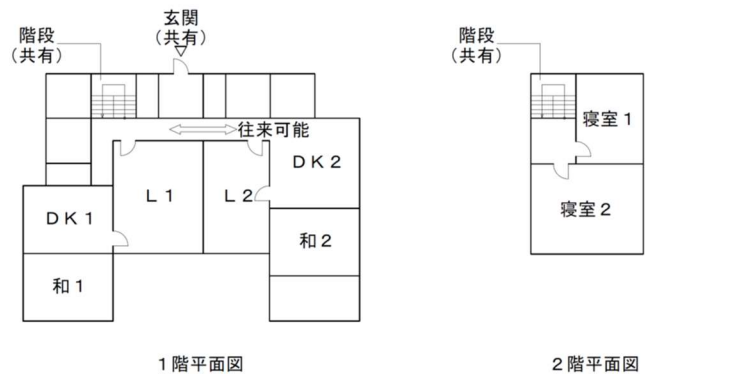 玄関
（共有）
階段
（共有）
往来可能
ＤＫ２
Ｌ１
Ｌ２
ＤＫ１
和２
和１
１階平面図
階段
（共有）
寝室１
寝室２
２階平面図